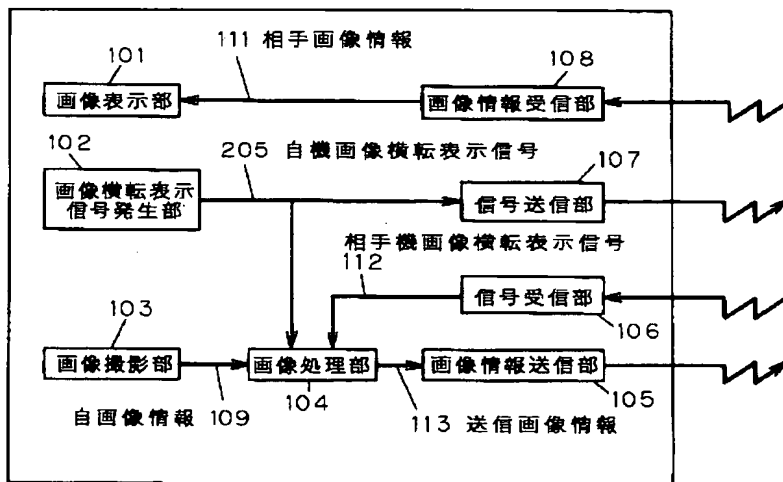 111 相手画像情報
101
108
画像表示部
画像情報受信部
102
205 自機画像横転表示信号
107
画像横転表示
信号発生部
信号送信部
相手機画像横転表示信号
112
信号受信部
106
103
画像撮影部
画像処理部
画像情報送信部
104
105
自画像情報 109
113 送信画像情報